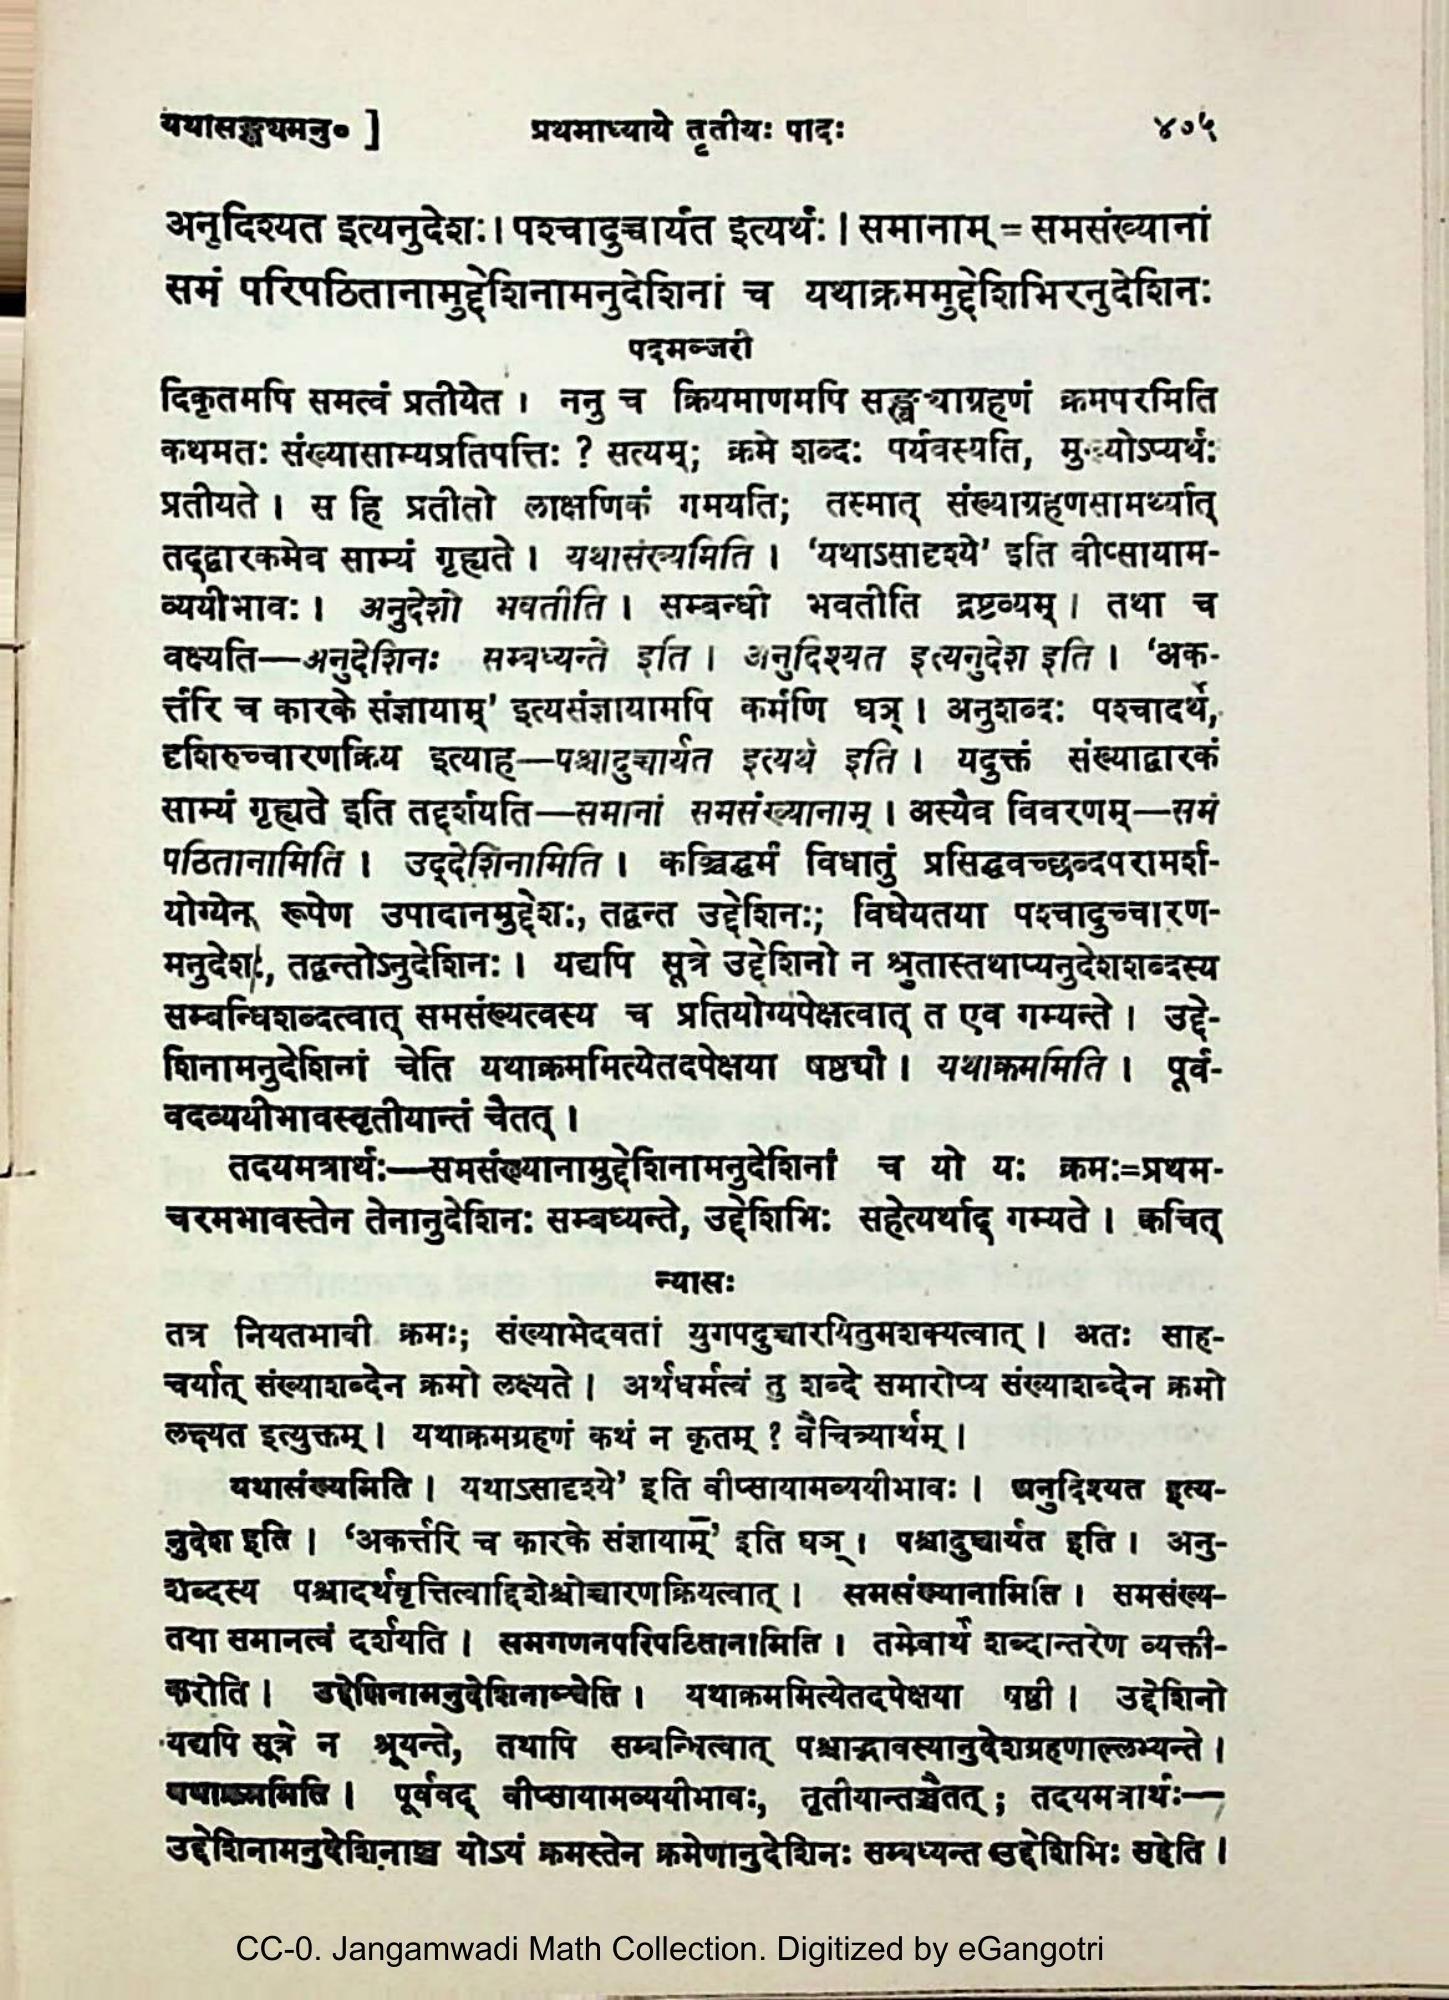 यथासङ्ख्यमनु० ]
प्रथमाध्याये तृतीयः पादः
४०५
अनुदिश्यत इत्यनुदेशः। पश्चादुच्चार्यत इत्यर्थः। समानाम् = समसंख्यानां
समं परिपठितानामुद्देशिनामनुदेशिनां च यथाक्रममुद्देशिभिरनुदेशिनः
पदमञ्जरी
दिकृतमपि समत्वं प्रतीयेत । ननु च क्रियमाणमपि सङ्ख्याग्रहणं क्रमपरमिति
कथमतः संख्यासाम्यप्रतिपत्तिः ? सत्यम्; क्रमे शब्दः पर्यवस्यति, मुख्योऽप्यर्थः
प्रतीयते । स हि प्रतीतो लाक्षणिकं गमयति; तस्मात् संख्याग्रहणसामर्थ्यात्
तद्द्वारकमेव साम्यं गृह्यते । यथासंख्यमिति । ‘यथाऽसादृश्ये’ इति वीप्सायाम-
व्ययीभावः । अनुदेशो भवतीति । सम्बन्धी भवतीति द्रष्टव्यम् । तथा च
वक्ष्यति—अनुदेशिनः सम्बध्यन्ते इति । अनुदिश्यत इत्यनुदेश इति । ‘अक-
र्त्तरि च कारके संज्ञायाम्’ इत्यसंज्ञायामपि कर्मणि घञ् । अनुशब्दः पश्चादर्थे,
दृशिरुच्चारणक्रिय इत्याह—पश्चादुच्चार्यत इत्यर्थ इति । यदुक्तं संख्याद्वारकं
साम्यं गृह्यते इति तद्दर्शयति—समानां समसंख्यानाम् । अस्यैव विवरणम्—समं
पठितानामिति । उद्देशिनामिति । कञ्चिद्धर्मं विधातुं प्रसिद्धवच्छब्दपरामर्श-
योग्येन रूपेण उपादानमुद्देशः, तद्वन्त उद्देशिनः; विधेयतया पश्चादुच्चारण-
मनुदेशः, तद्वन्तोऽनुदेशिनः । यद्यपि सूत्रे उद्देशिनो न श्रुतास्तथाप्यनुदेशशब्दस्य
सम्बन्धिशब्दत्वात् समसंख्यत्वस्य च प्रतियोग्यपेक्षत्वात् त एव गम्यन्ते । उद्दे-
शिनामनुदेशिनां चेति यथाक्रममित्येतदपेक्षया षष्ठ्यौ । यथाक्रममिति । पूर्व-
वदव्ययीभावस्तृतीयान्तं चैतत् ।
तदयमत्रार्थः—समसंख्यानामुद्देशिनामनुदेशिनां च यो यः क्रमः=प्रथम-
चरमभावस्तेन तेनानुदेशिनः सम्बध्यन्ते, उद्देशिभिः सहेत्यर्थाद् गम्यते । क्वचित्
न्यासः
तत्र नियतभावी क्रमः; संख्याभेदवतां युगपदुच्चारयितुमशक्यत्वात् । अतः साह-
चर्यात् संख्याशब्देन क्रमो लक्ष्यते । अर्थधर्मत्वं तु शब्दे समारोप्य संख्याशब्देन क्रमो
लक्ष्यत इत्युक्तम् । यथाक्रमग्रहणं कथं न कृतम् ? वैचित्र्यार्थम् ।
यथासंख्यमिति । यथाऽसादृश्ये’ इति वीप्सायामव्ययीभावः । अनुदिश्यत इत्य-
नुदेश इति । ‘अकर्त्तरि च कारके संज्ञायाम्’ इति घञ् । पश्चादुच्चार्यत इति । अनु-
शब्दस्य पश्चादर्थवृत्तित्वाद्दिशेश्चोच्चारणक्रियत्वात् । समसंख्यानामिति । समसंख्य-
तया समानत्वं दर्शयति । समगणनपरिपठितानामिति । तमेवार्थं शब्दान्तरेण व्यक्ती-
करोति । उद्देशिनामनुदेशिनाञ्चेति । यथाक्रममित्येतदपेक्षया षष्ठी । उद्देशिनो
यद्यपि सूत्रे न श्रूयन्ते, तथापि सम्बन्धित्वात् पश्चाद्भावस्यानुदेशग्रहणाल्लभ्यन्ते ।
यथाक्रममिति । पूर्ववद् वीप्सायामव्ययीभावः, तृतीयान्तञ्चैतत् ; तदयमत्रार्थः—
उद्देशिनामनुदेशिनाञ्च योऽयं क्रमस्तेन क्रमेणानुदेशिनः सम्बध्यन्त उद्देशिभिः सहेति ।
CC-0. Jangamwadi Math Collection. Digitized by eGangotri